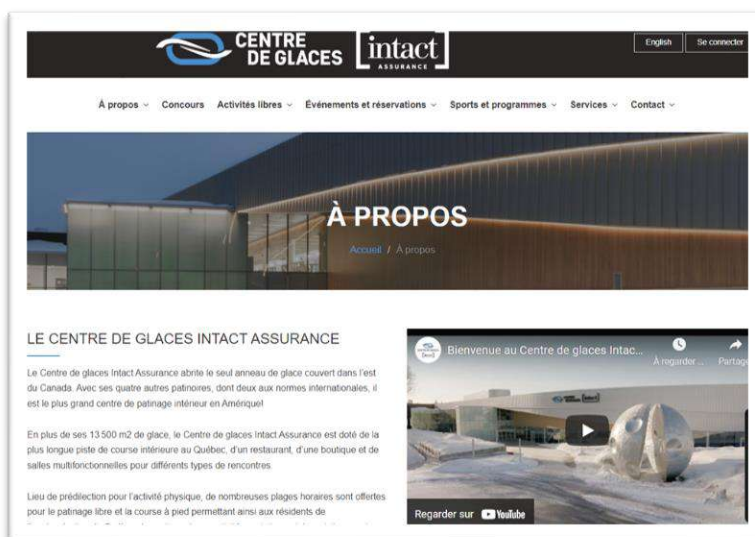 CENTRE
DE GLACES
intact
ASSURANCE
English
Se connecter
À propos
Concours
Activités libres
Événements et réservations
Sports et programmes
Services
Contact
À PROPOS
Accueil / À propos
LE CENTRE DE GLACES INTACT ASSURANCE
Le Centre de glaces Intact Assurance abrite le seul anneau de glace couvert dans l'est
du Canada. Avec ses quatre autres patinoires, dont deux aux normes internationales, il
est le plus grand centre de patinage intérieur en Amérique!
En plus de ses 13 500 m2 de glace, le Centre de glaces Intact Assurance est doté de la
plus longue piste de course intérieure au Québec, d'un restaurant, d'une boutique et de
salles multifonctionnelles pour différents types de rencontres.
Lieu de prédilection pour l'activité physique, de nombreuses plages horaires sont offertes
pour le patinage libre et la course à pied permettant ainsi aux résidents de
Bienvenue au Centre de glaces Intac...
À regarder ...
Partage
Regarder sur YouTube